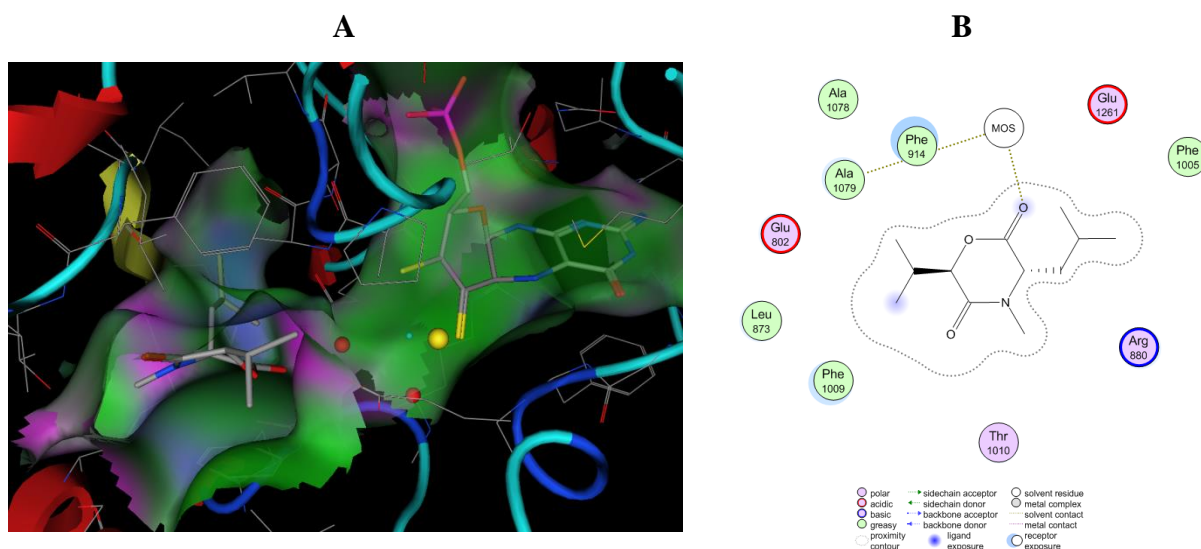 A
B
Ala
1078
Glu
1261
MOS
Phe
914
Phe
1005
Ala
1079
Glu
802
O
O
N
O
Leu
873
Arg
880
Phe
1009
Thr
1010
polar
acidic
basic
greasy
proximity
contour
sidechain acceptor
sidechain donor
backbone acceptor
backbone donor
ligand
exposure
solvent residue
metal complex
solvent contact
metal contact
receptor
exposure